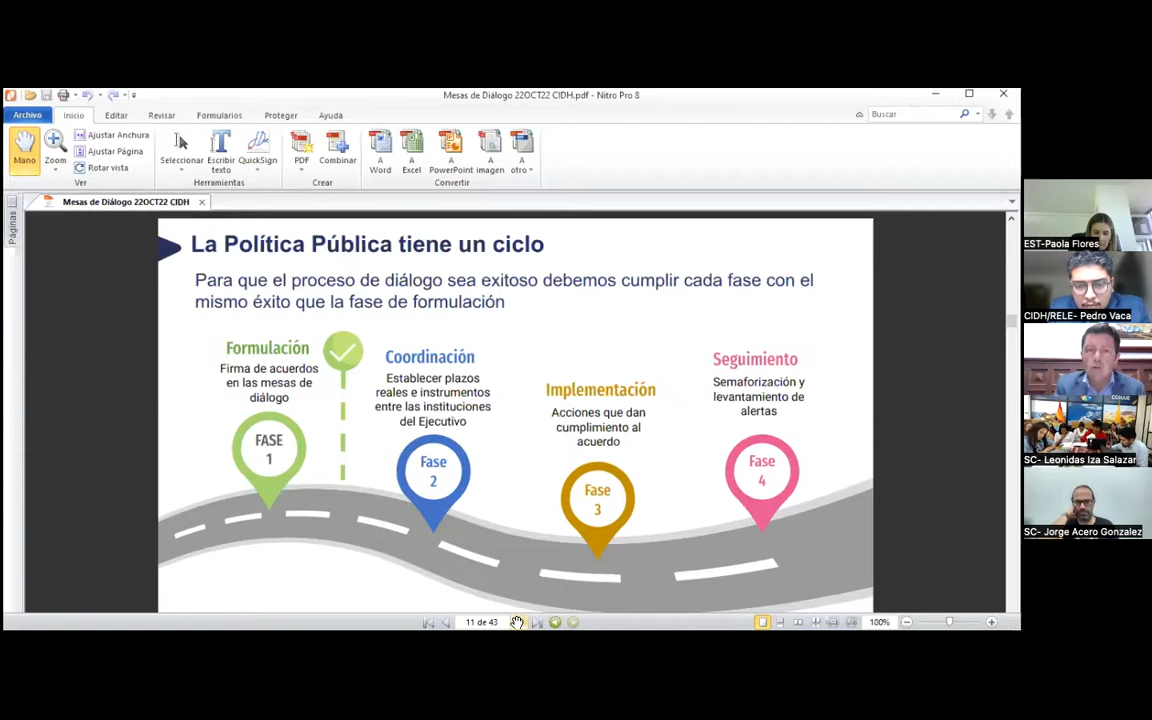 Mesas de Diálogo 22OCT22 CIDH.pdf - Nitro Pro 8
Archivo Inicio Editar Revisar Formularios Proteger Ayuda
Buscar
Mano
Zoom
Ajustar Anchura
Ajustar Página
Rotar vista
Ver
Seleccionar
Escribir texto
QuickSign
Herramientas
PDF
Combinar
Crear
A Word
A Excel
A PowerPoint
A imagen
A otro
Convertir
Páginas
Mesas de Diálogo 22OCT22 CIDH
La Política Pública tiene un ciclo
Para que el proceso de diálogo sea exitoso debemos cumplir cada fase con el
mismo éxito que la fase de formulación
Formulación
Firma de acuerdos
en las mesas de
diálogo
FASE
1
Coordinación
Establecer plazos
reales e instrumentos
entre las instituciones
del Ejecutivo
Fase
2
Implementación
Acciones que dan
cumplimiento al
acuerdo
Fase
3
Seguimiento
Semaforización y
levantamiento de
alertas
Fase
4
11 de 43
100%
EST-Paola Flores
CIDH/RELE- Pedro Vaca
CONAIE
SC- Leonidas Iza Salazar
SC- Jorge Acero Gonzalez